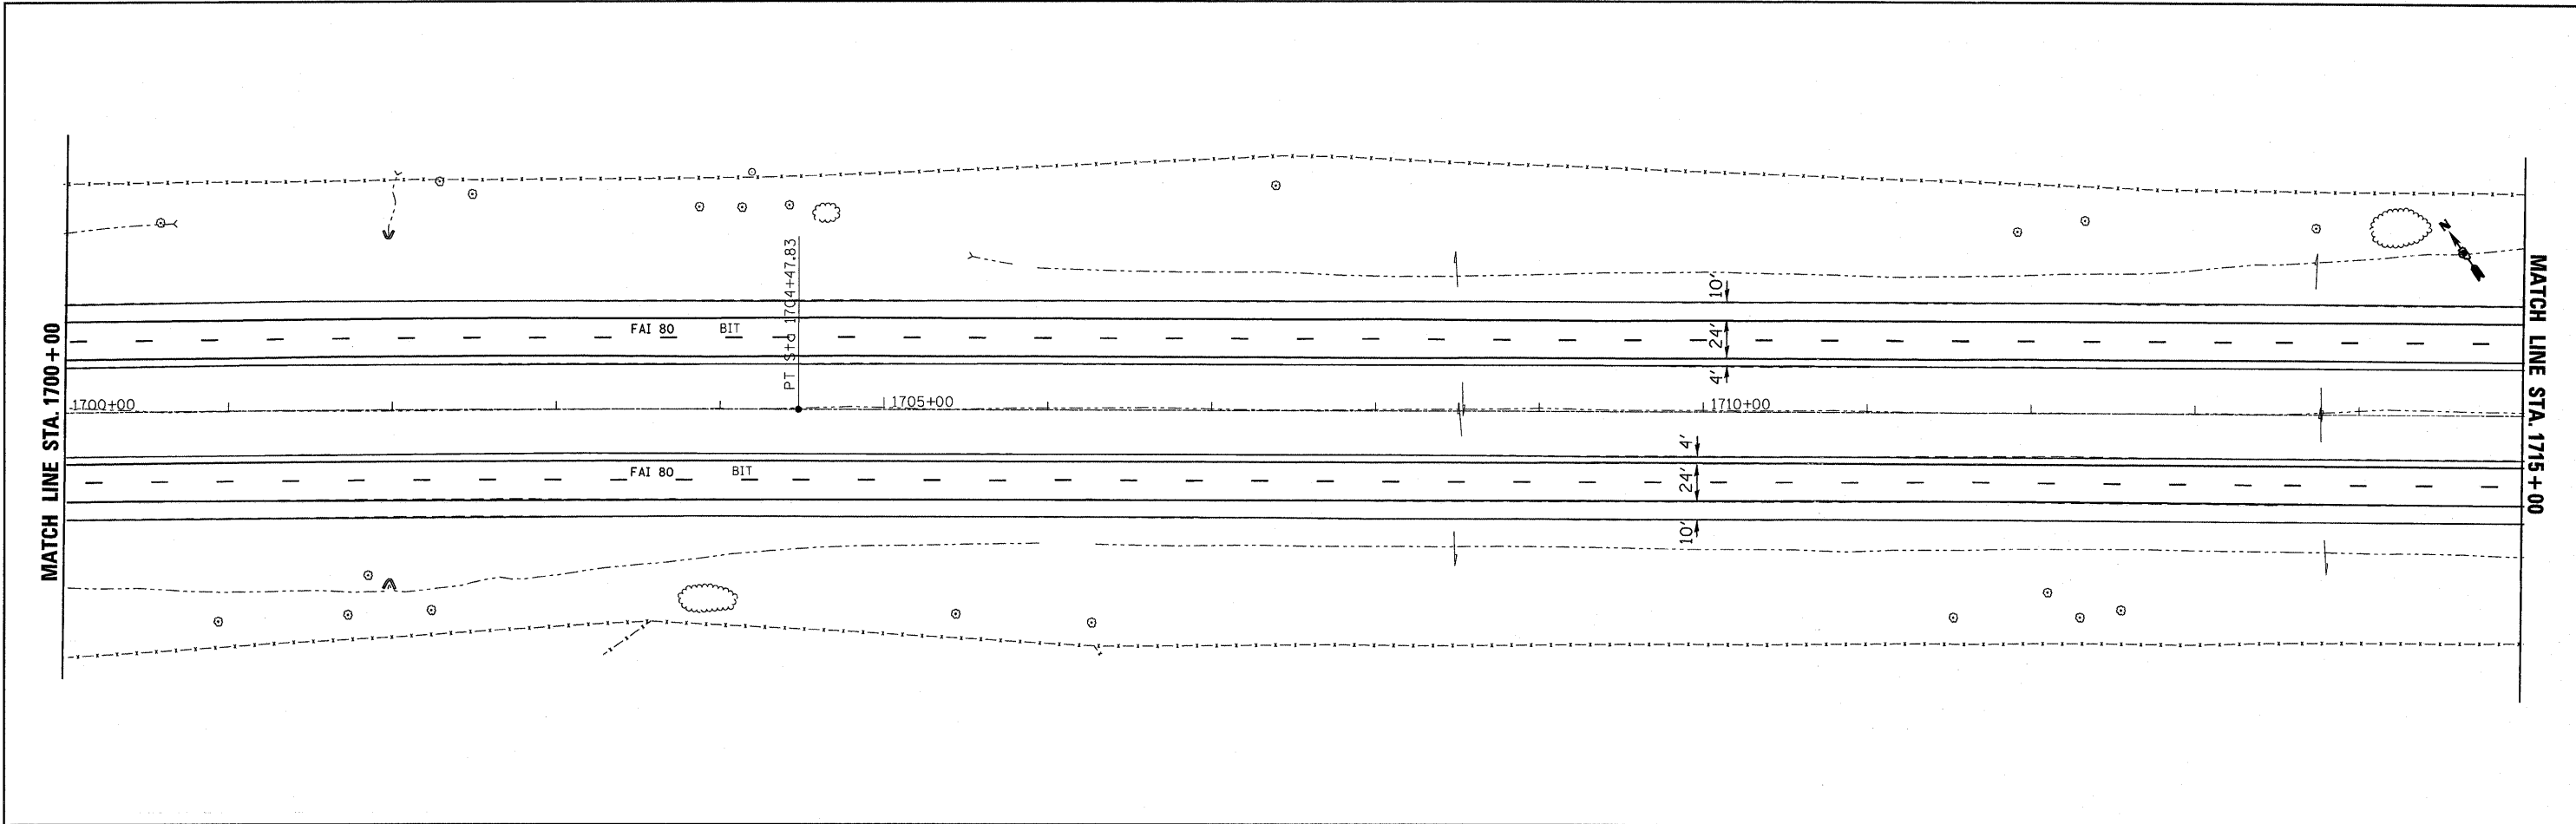 N
PT Sta 1704+47.83
10'
24'
4'
FAI 80 BIT
1700+00
1705+00
1710+00
4'
24'
10'
FAI 80 BIT
MATCH LINE STA. 1700+00
MATCH LINE STA. 1715+00